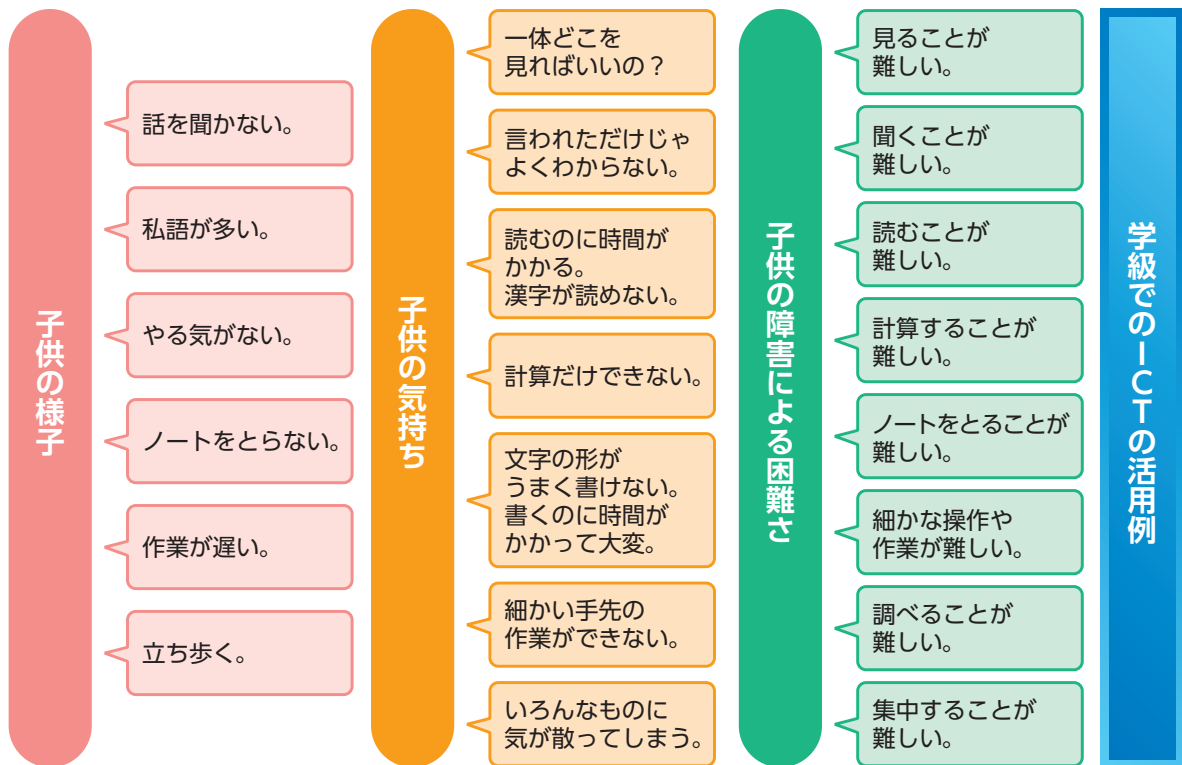 子供の様子
話を聞かない。
私語が多い。
やる気がない。
ノートをとらない。
作業が遅い。
立ち歩く。
子供の気持ち
一体どこを
見ればいいの？
言われただけじゃ
よくわからない。
読むのに時間が
かかる。
漢字が読めない。
計算だけできない。
文字の形が
うまく書けない。
書くのに時間が
かかって大変。
細かい手先の
作業ができない。
いろんなものに
気が散ってしまう。
子供の障害による困難さ
見ることが
難しい。
聞くことが
難しい。
読むことが
難しい。
計算することが
難しい。
ノートをとることが
難しい。
細かな操作や
作業が難しい。
調べることが
難しい。
集中することが
難しい。
学級でのICTの活用例